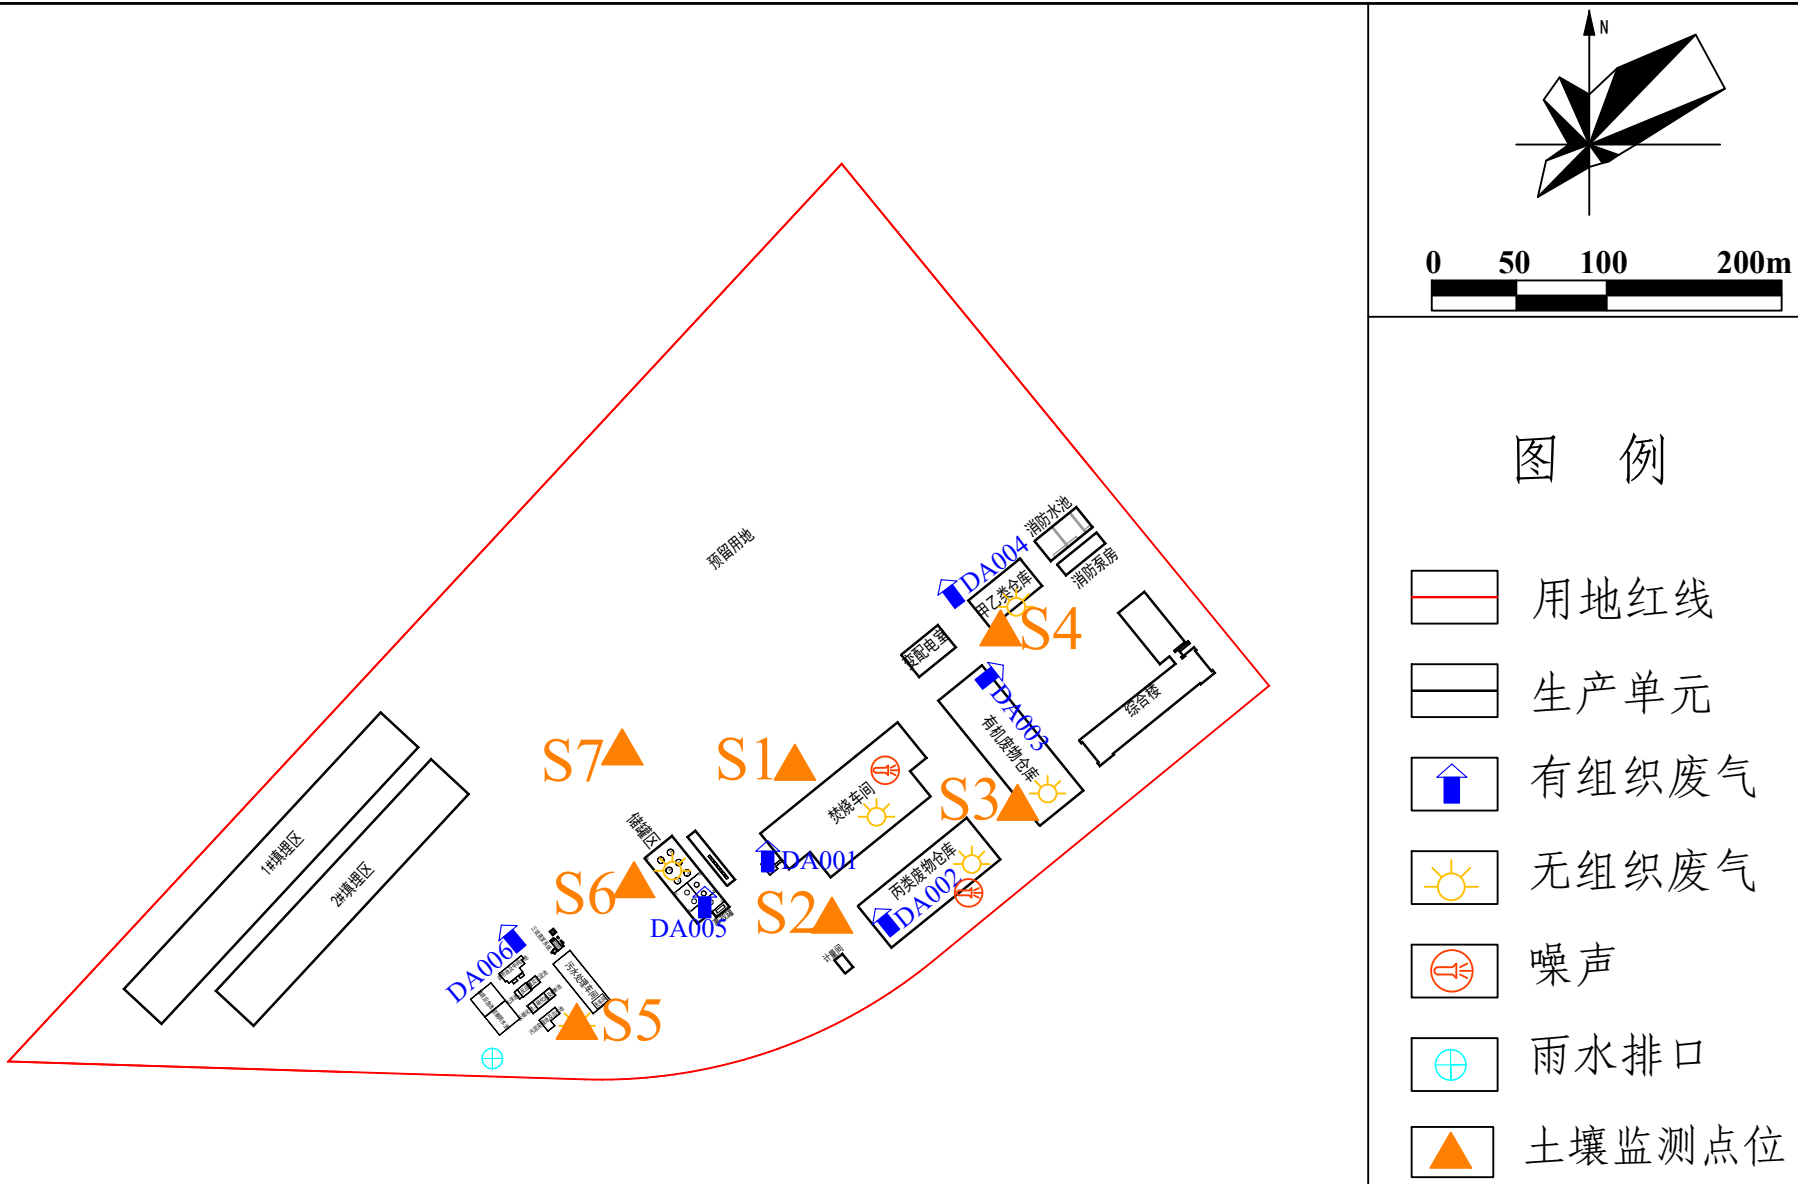 N
0 50 100 200m
图 例
用地红线
生产单元
有组织废气
无组织废气
噪声
雨水排口
土壤监测点位
预留用地
消防水池
消防泵房
DA004
甲乙类仓库
S4
变配电室
DA003
有机废物仓库
综合楼
S7
S1
焚烧车间
S3
储罐区
DA001
丙类废物仓库
DA002
S6
S2
DA005
计量间
1#填埋区
2#填埋区
DA006
污水处理车间
S5